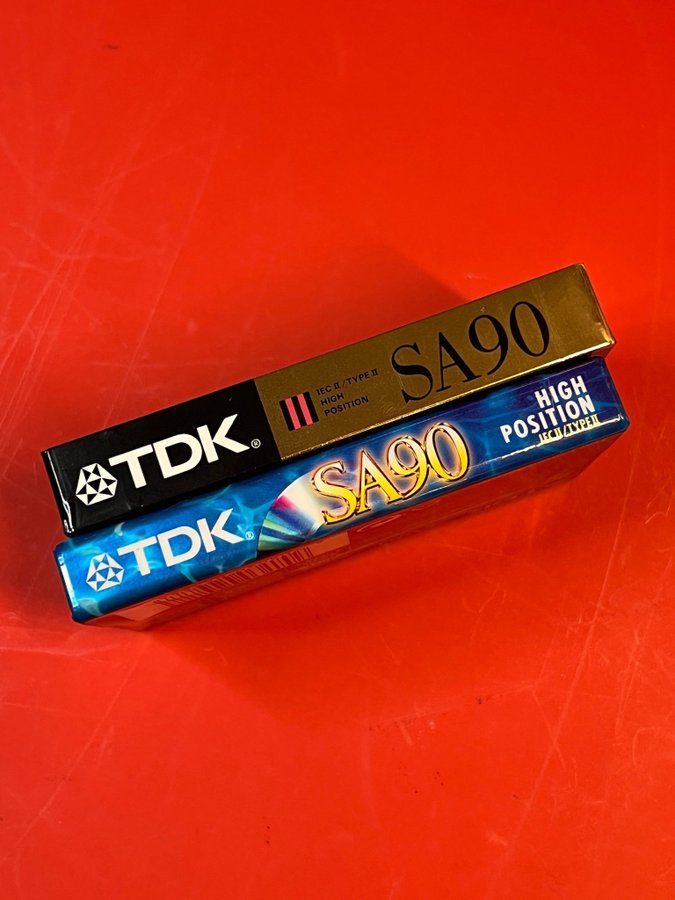 TDK®
IEC II/TYPE II
HIGH
POSITION
SA90
TDK®
SA90
HIGH
POSITION
IEC II/TYPE II